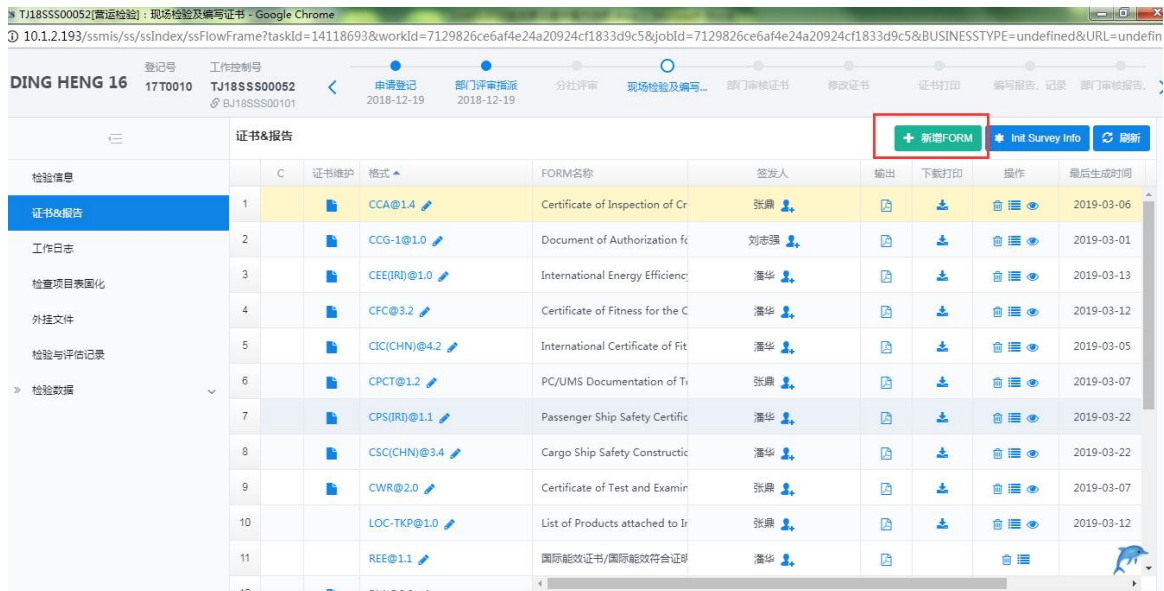 TJ18SSS00052[营运检验]：现场检验及编写证书 - Google Chrome
10.1.2.193/ssmis/ss/ssIndex/ssFlowFrame?taskId=14118693&workId=7129826ce6af4e24a20924cf1833d9c5&jobId=7129826ce6af4e24a20924cf1833d9c5&BUSINESSTYPE=undefined&URL=undefin
DING HENG 16 登记号 17T0010 工作控制号 TJ18SSS00052 BJ18SSS00101
申请登记 部门评审指派 分社评审 现场检验及编写... 部门审核证书 修改证书 证书打印 编写报告、记录 部门审核报告、
2018-12-19 2018-12-19
证书&报告 新增FORM Init Survey Info 刷新
检验信息
证书&报告
工作日志
检查项目表固化
外挂文件
检验与评估记录
检验数据
C 证书维护 格式 FORM名称 签发人 输出 下载打印 操作 最后生成时间
1 CCA@1.4 Certificate of Inspection of Cr 张鼎 2019-03-06
2 CCG-1@1.0 Document of Authorization fo 刘志强 2019-03-01
3 CEE(IRI)@1.0 International Energy Efficiency 潘华 2019-03-13
4 CFC@3.2 Certificate of Fitness for the C 潘华 2019-03-12
5 CIC(CHN)@4.2 International Certificate of Fit 潘华 2019-03-05
6 CPCT@1.2 PC/UMS Documentation of Te 张鼎 2019-03-07
7 CPS(IRI)@1.1 Passenger Ship Safety Certific 潘华 2019-03-22
8 CSC(CHN)@3.4 Cargo Ship Safety Constructic 潘华 2019-03-22
9 CWR@2.0 Certificate of Test and Examin 张鼎 2019-03-07
10 LOC-TKP@1.0 List of Products attached to Ir 张鼎 2019-03-12
11 REE@1.1 国际能效证书/国际能效符合证明 潘华